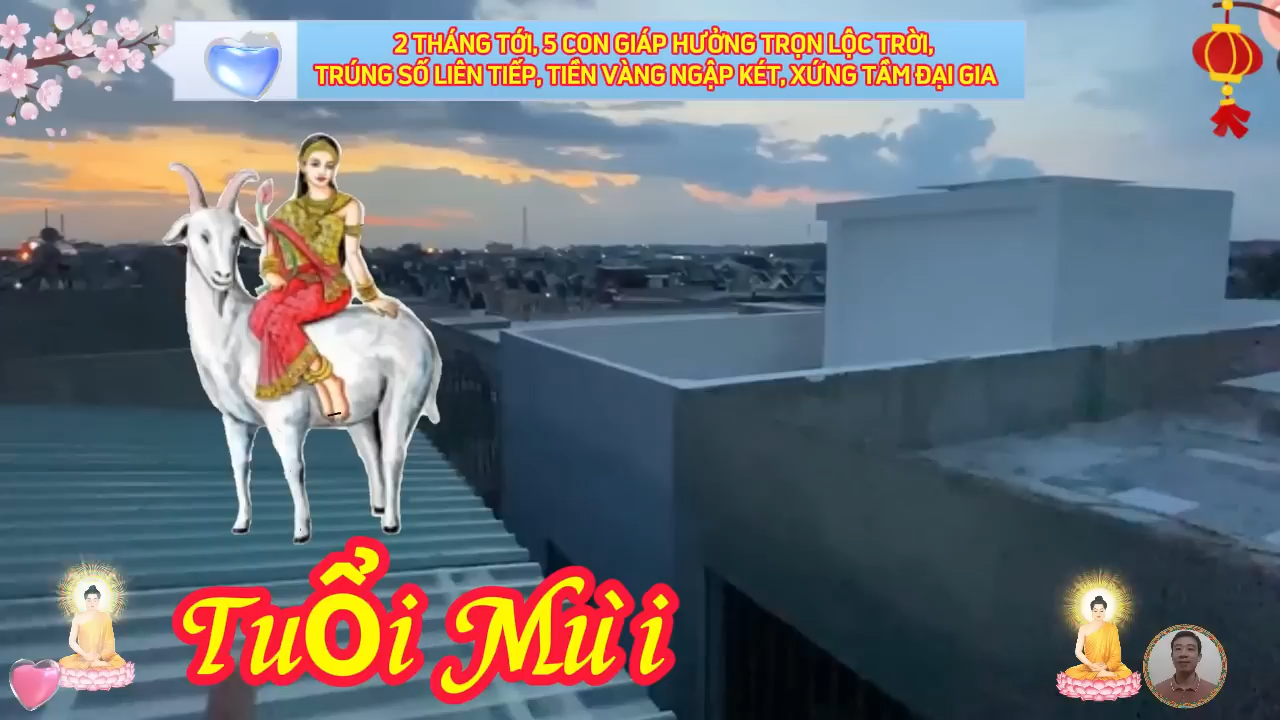 2 THÁNG TỚI, 5 CON GIÁP HƯỞNG TRỌN LỘC TRỜI,
TRÚNG SỐ LIÊN TIẾP, TIỀN VÀNG NGẬP KÉT, XỨNG TẦM ĐẠI GIA
Tuổi Mùi